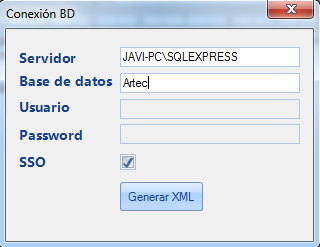 Conexión BD
Servidor JAVI-PC\SQLEXPRESS
Base de datos Artec
Usuario
Password
SSO
Generar XML